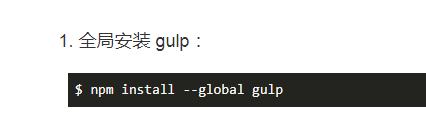 1. 全局安装 gulp：
$ npm install --global gulp